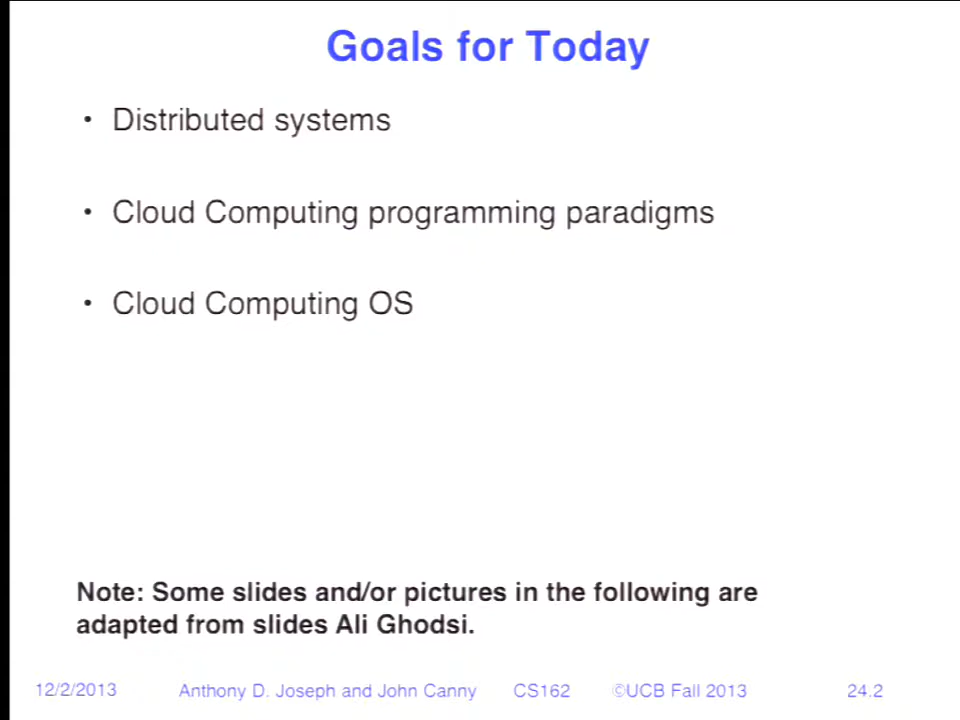 Goals for Today
• Distributed systems
• Cloud Computing programming paradigms
• Cloud Computing OS
Note: Some slides and/or pictures in the following are
adapted from slides Ali Ghodsi.
12/2/2013 Anthony D. Joseph and John Canny CS162 ©UCB Fall 2013 24.2